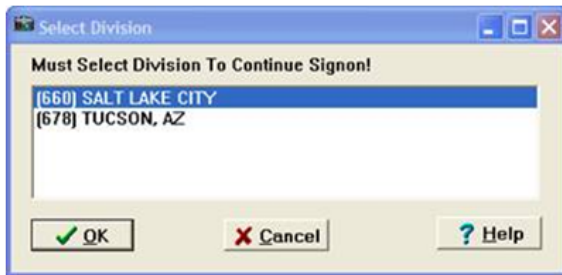 Select Division
Must Select Division To Continue Signon!
(660) SALT LAKE CITY
(678) TUCSON, AZ
OK
Cancel
? Help